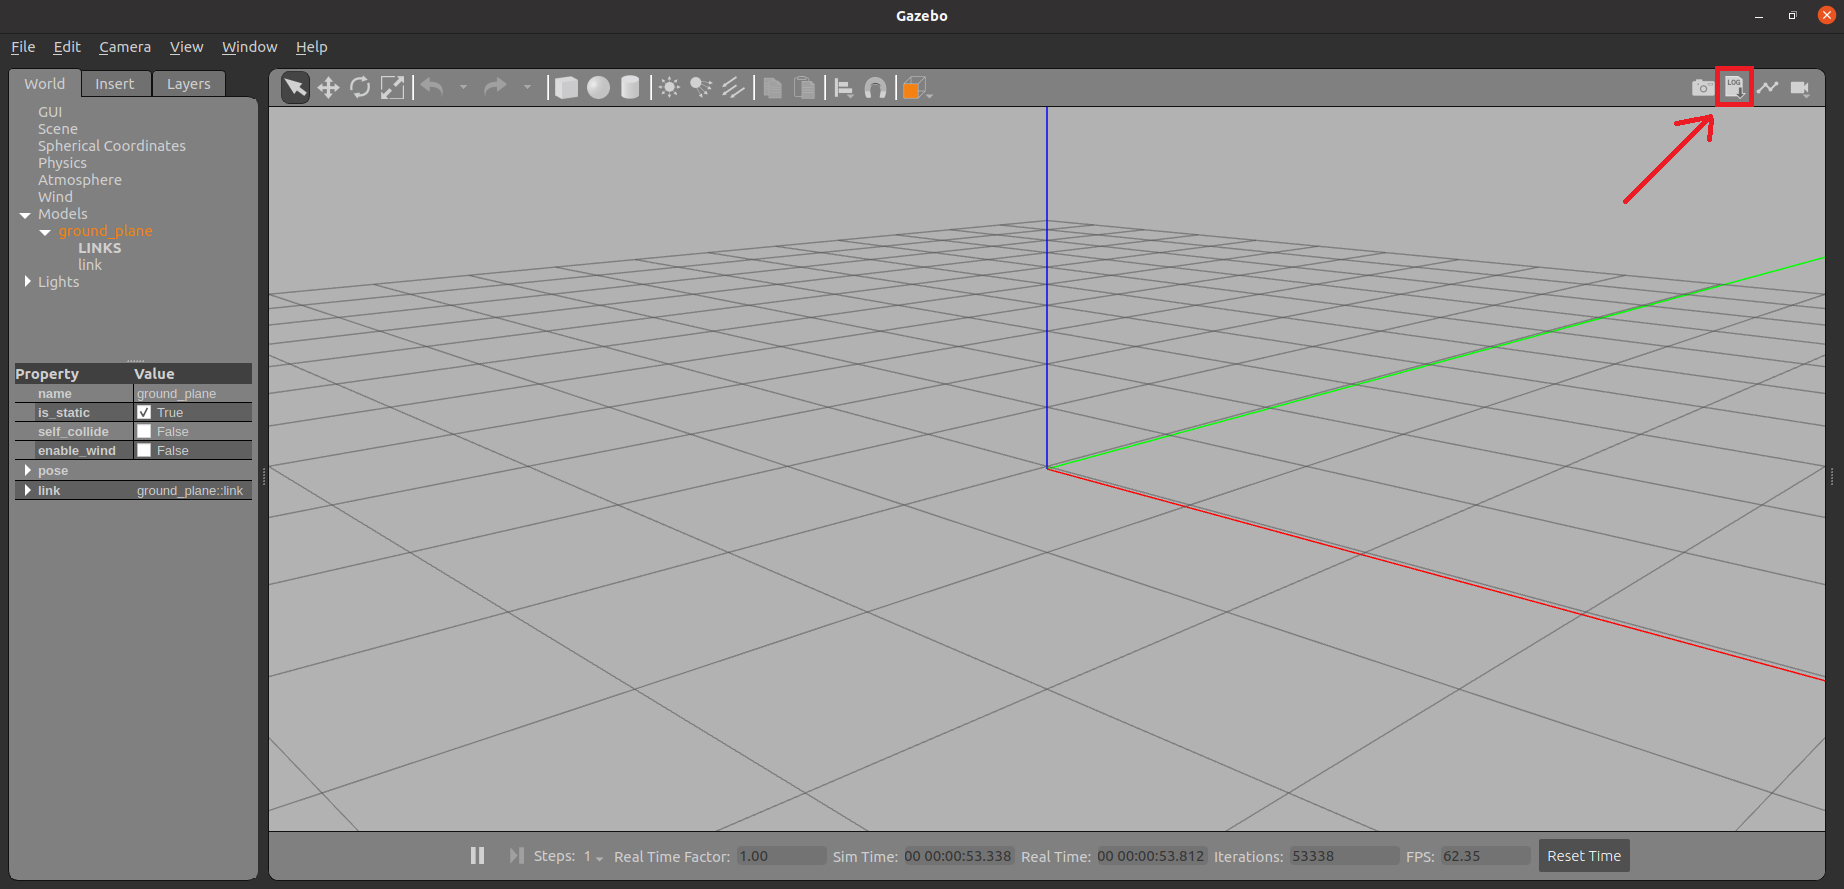 Gazebo
File Edit Camera View Window Help
World Insert Layers
LOG
GUI
Scene
Spherical Coordinates
Physics
Atmosphere
Wind
Models
ground_plane
LINKS
link
Lights
Property Value
name ground_plane
is_static True
self_collide False
enable_wind False
pose
link ground_plane::link
Steps: 1 Real Time Factor: 1.00 Sim Time: 00 00:00:53.338 Real Time: 00 00:00:53.812 Iterations: 53338 FPS: 62.35 Reset Time